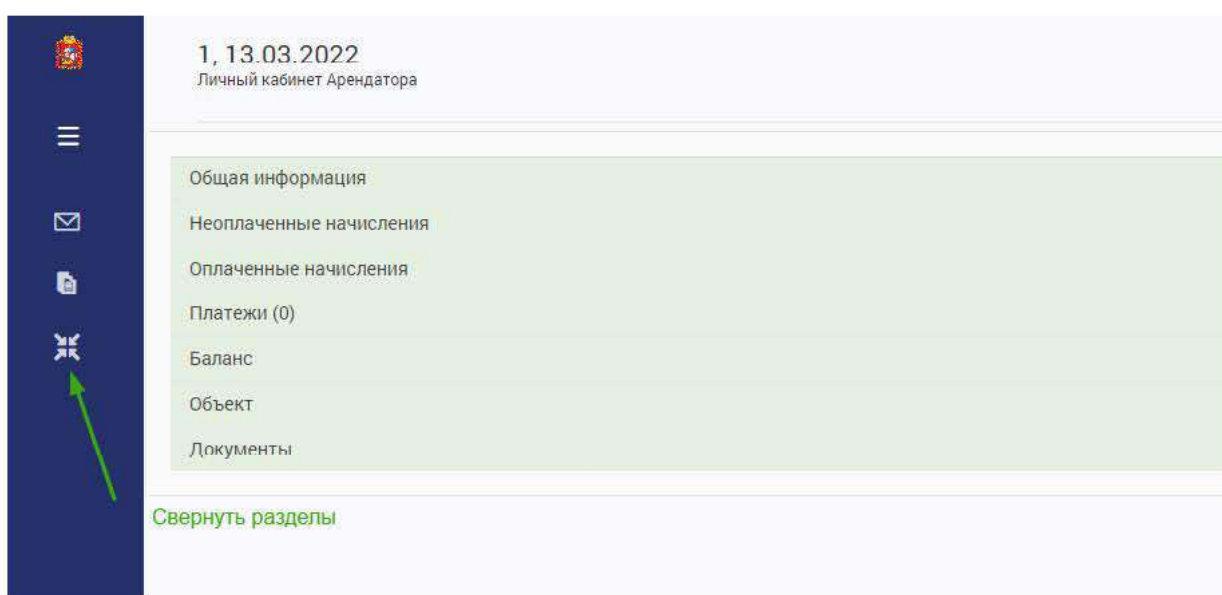 1, 13.03.2022
Личный кабинет Арендатора
Общая информация
Неоплаченные начисления
Оплаченные начисления
Платежи (0)
Баланс
Объект
Документы
Свернуть разделы